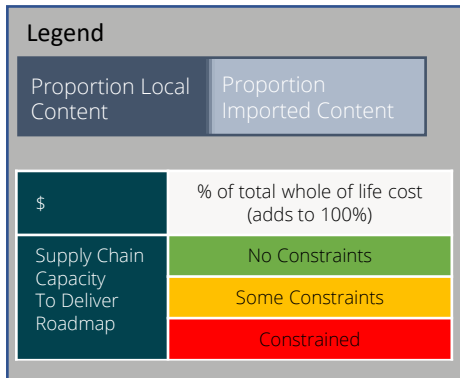 Legend
Proportion Local
Content
Proportion
Imported Content
$
% of total whole of life cost
(adds to 100%)
Supply Chain
Capacity
To Deliver
Roadmap
No Constraints
Some Constraints
Constrained